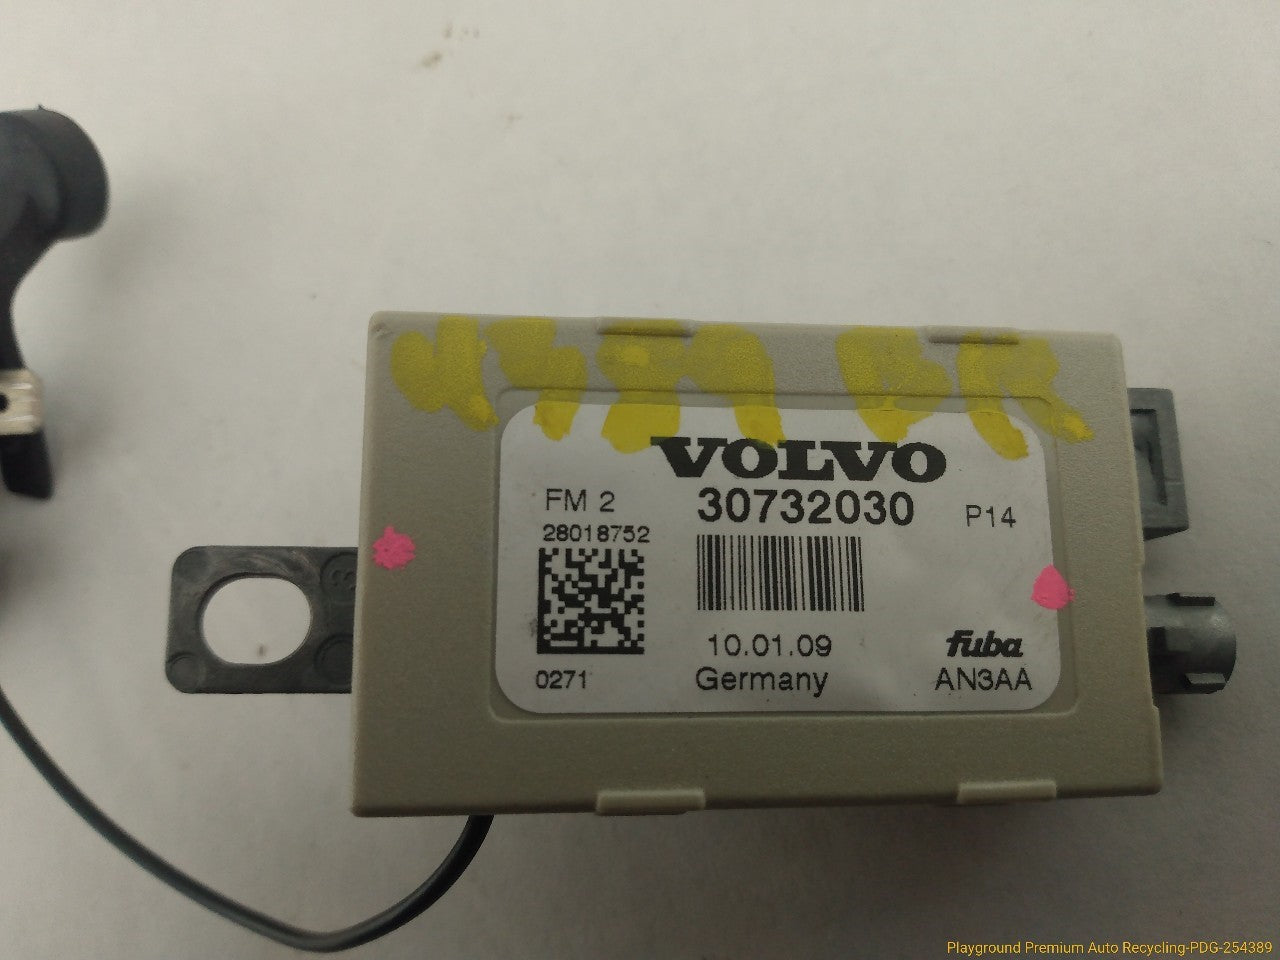 VOLVO
FM 2
30732030
P14
28018752
10.01.09
fuba
0271
Germany
AN3AA
Playground Premium Auto Recycling-PDG-254389